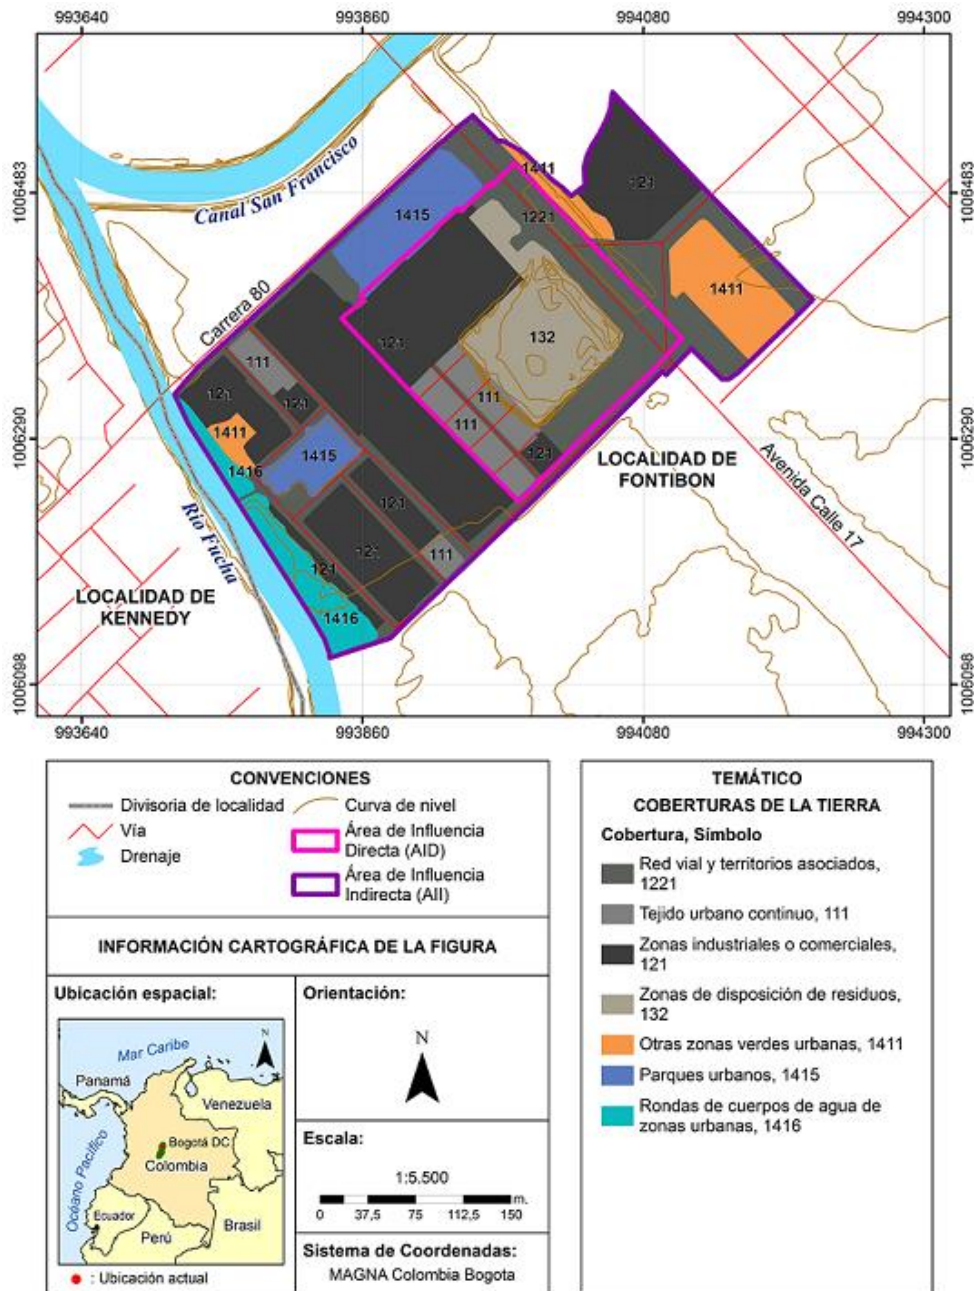 993640 993860 994080 994300
1006483
1006290
1006098
1006483
1006290
1006098
Canal San Francisco
Carrera 80
Río Fucha
LOCALIDAD DE
KENNEDY
LOCALIDAD DE
FONTIBON
Avenida Calle 17
1411
121
1415
1221
1411
132
121
111
111
121
111
121
121
1411
1415
1416
121
121
111
121
1416
993640 993860 994080 994300
CONVENCIONES
Divisoria de localidad
Curva de nivel
Vía
Área de Influencia
Directa (AID)
Drenaje
Área de Influencia
Indirecta (AII)
INFORMACIÓN CARTOGRÁFICA DE LA FIGURA
Ubicación espacial:
N
Mar Caribe
Panamá
Venezuela
Océano Pacífico
Bogotá DC
Colombia
Ecuador
Perú
Brasil
: Ubicación actual
Orientación:
N
Escala:
1:5.500
m.
0 37,5 75 112,5 150
Sistema de Coordenadas:
MAGNA Colombia Bogota
TEMÁTICO
COBERTURAS DE LA TIERRA
Cobertura, Símbolo
Red vial y territorios asociados,
1221
Tejido urbano continuo, 111
Zonas industriales o comerciales,
121
Zonas de disposición de residuos,
132
Otras zonas verdes urbanas, 1411
Parques urbanos, 1415
Rondas de cuerpos de agua de
zonas urbanas, 1416